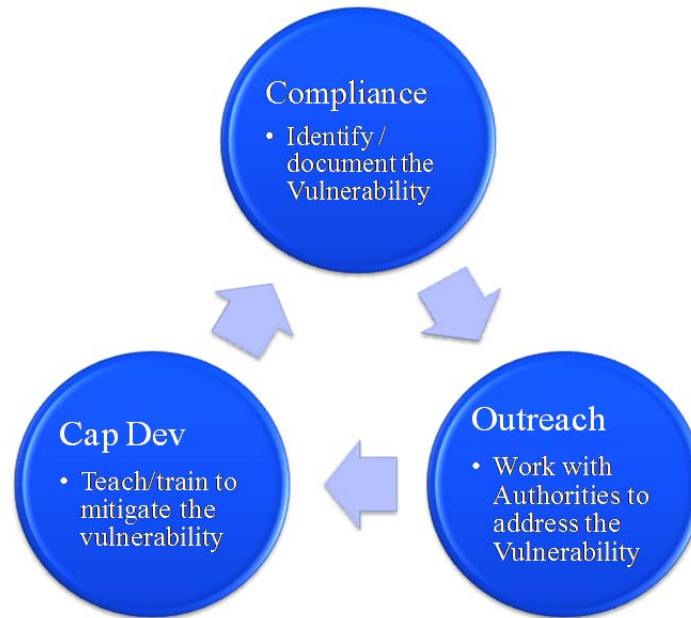 Compliance
• Identify /
document the
Vulnerability
Cap Dev
• Teach/train to
mitigate the
vulnerability
Outreach
• Work with
Authorities to
address the
Vulnerability